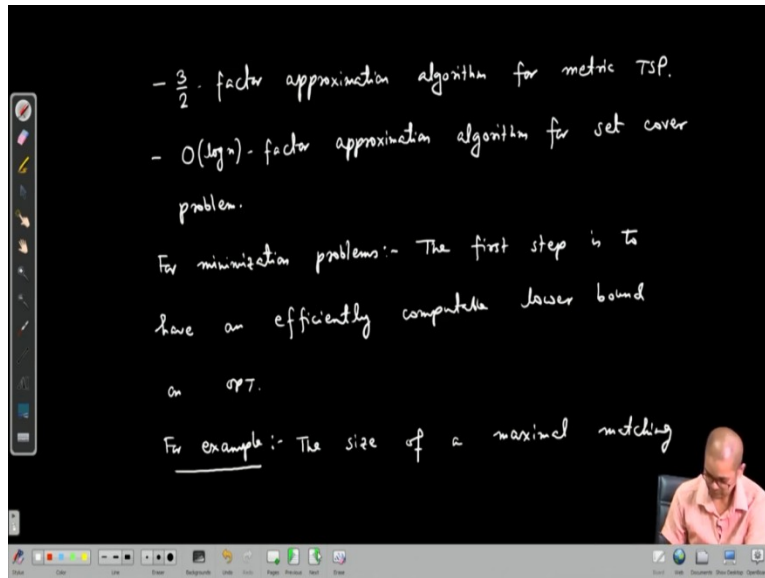 - 3/2 - factor approximation algorithm for metric TSP.
- O(log n) - factor approximation algorithm for set cover
problem.
For minimization problems:- The first step is to
have an efficiently computable lower bound
on OPT.
For example:- The size of a maximal matching